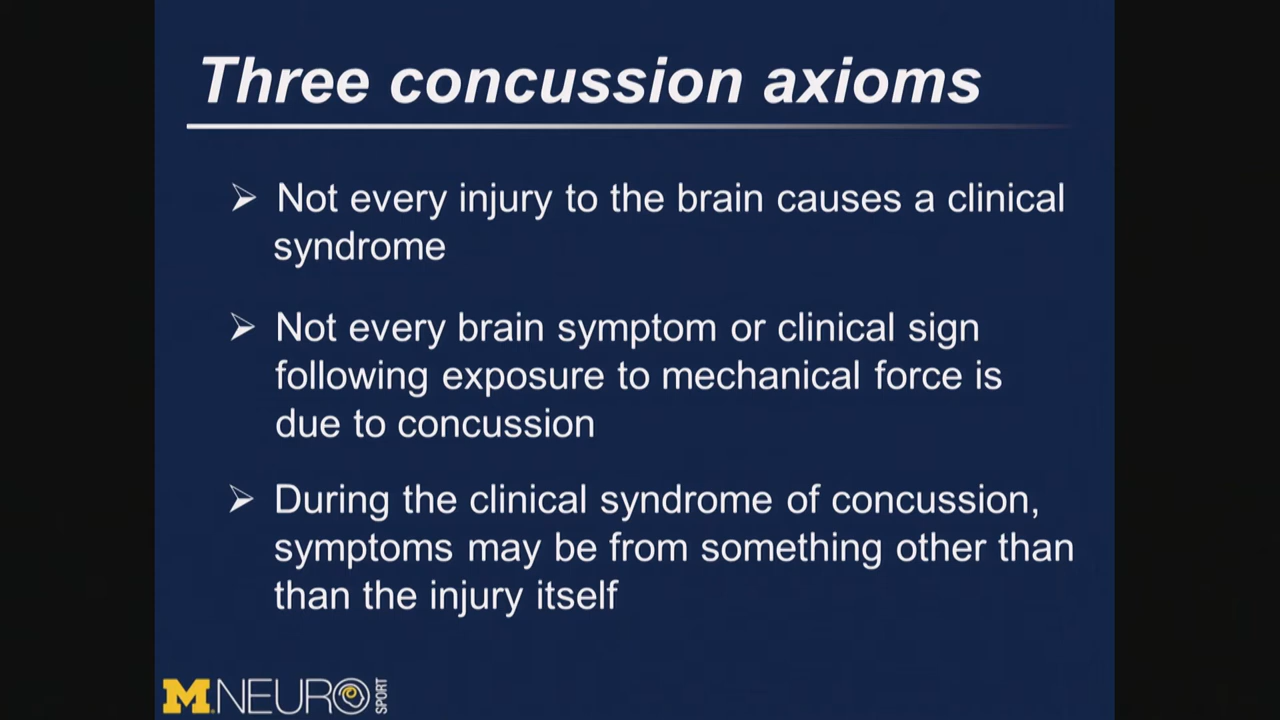 Three concussion axioms
Not every injury to the brain causes a clinical
syndrome
Not every brain symptom or clinical sign
following exposure to mechanical force is
due to concussion
During the clinical syndrome of concussion,
symptoms may be from something other than
than the injury itself
M NEURO SPORT